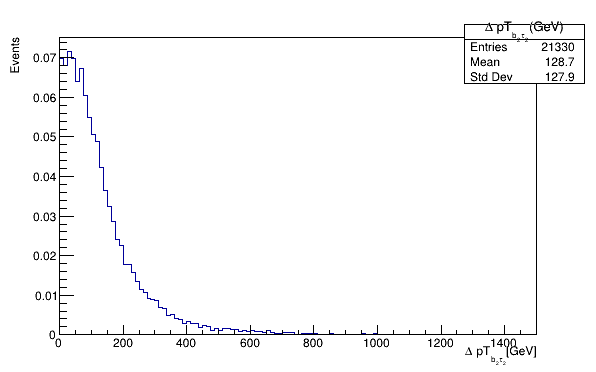 Δ pT_{b₂τ₂}(GeV)
Entries 21330
Mean 128.7
Std Dev 127.9
Events
0.07
0.06
0.05
0.04
0.03
0.02
0.01
0
0 200 400 600 800 1000 1200 1400
Δ pT_{b₂τ₂}[GeV]